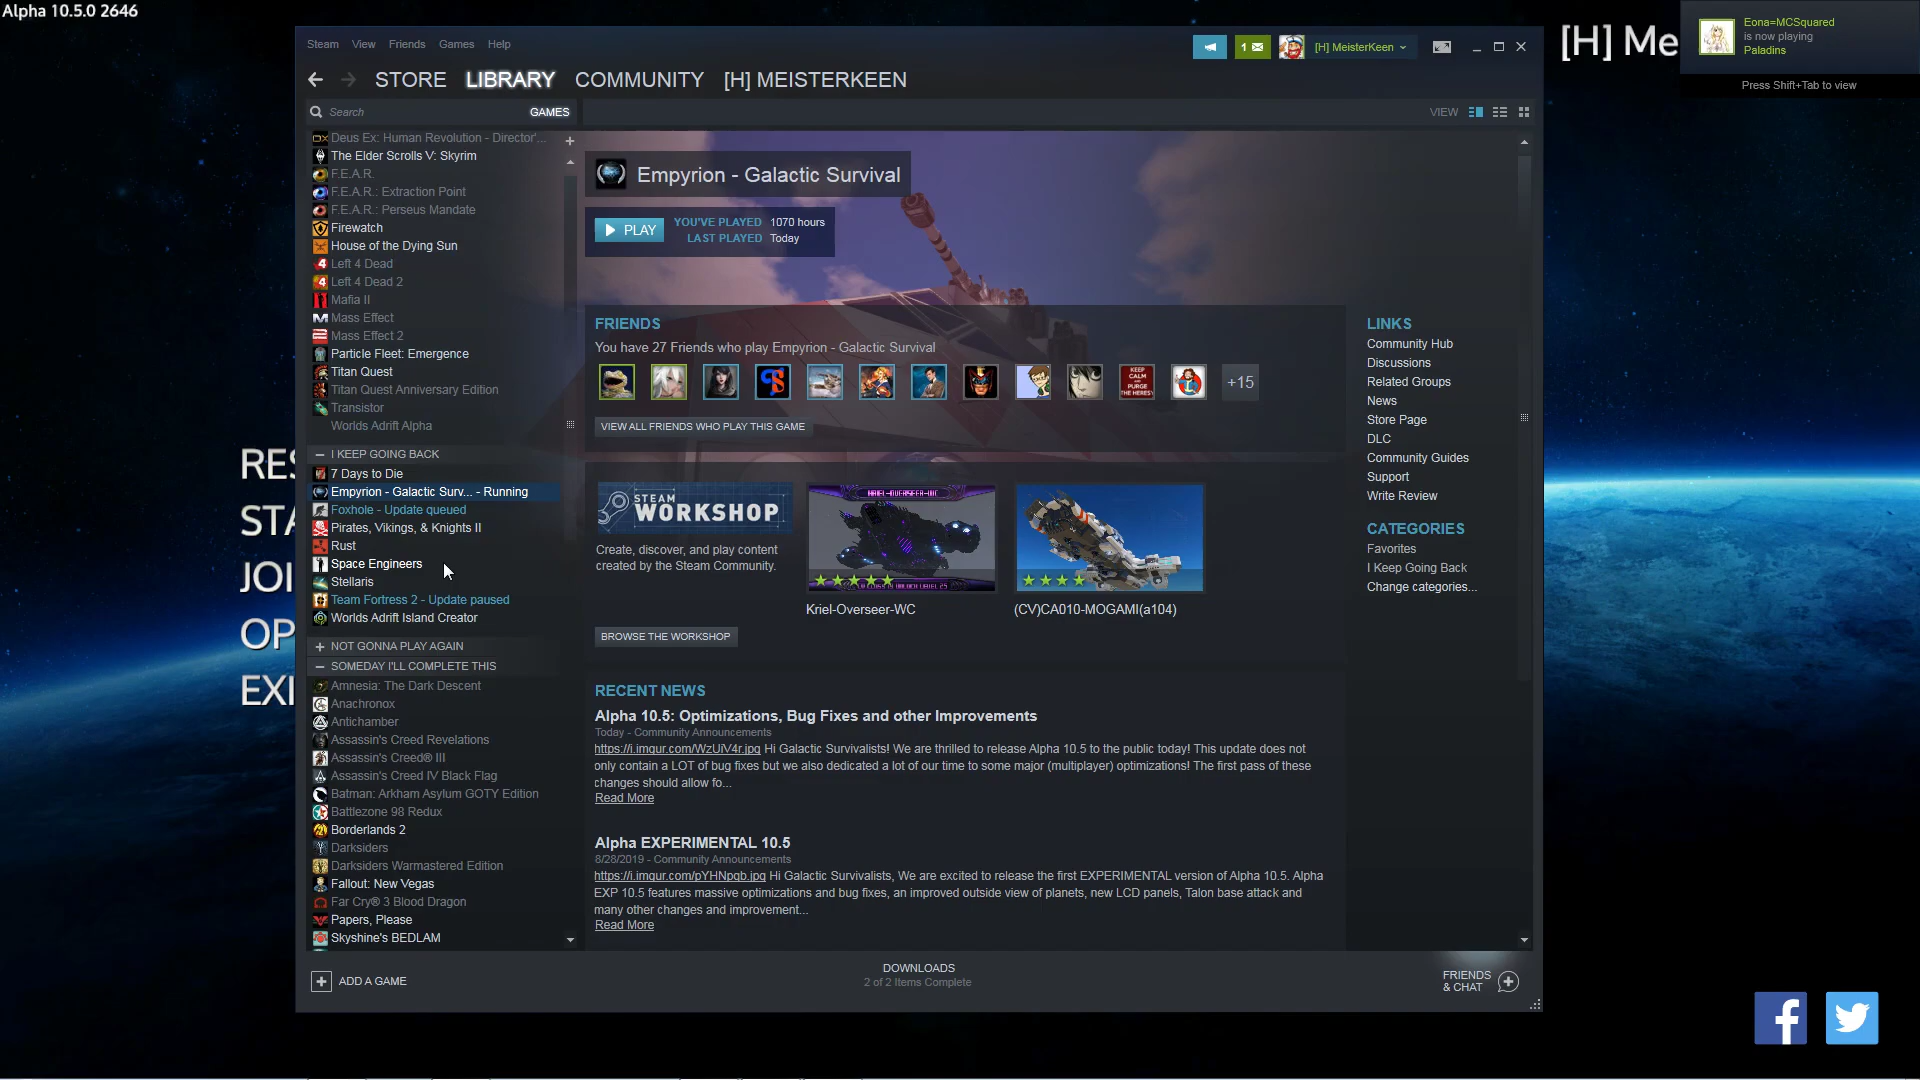 Alpha 10.5.0 2646
Steam View Friends Games Help
1
[H] MeisterKeen
[H] Me
Eona=MCSquared
is now playing
Paladins
Press Shift+Tab to view
STORE LIBRARY COMMUNITY [H] MEISTERKEEN
Search GAMES
VIEW
Deus Ex: Human Revolution - Director'...
The Elder Scrolls V: Skyrim
F.E.A.R.
F.E.A.R.: Extraction Point
F.E.A.R.: Perseus Mandate
Firewatch
House of the Dying Sun
Left 4 Dead
Left 4 Dead 2
Mafia II
Mass Effect
Mass Effect 2
Particle Fleet: Emergence
Titan Quest
Titan Quest Anniversary Edition
Transistor
Worlds Adrift Alpha
I KEEP GOING BACK
7 Days to Die
Empyrion - Galactic Surv... - Running
Foxhole - Update queued
Pirates, Vikings, & Knights II
Rust
Space Engineers
Stellaris
Team Fortress 2 - Update paused
Worlds Adrift Island Creator
NOT GONNA PLAY AGAIN
SOMEDAY I'LL COMPLETE THIS
Amnesia: The Dark Descent
Anachronox
Antichamber
Assassin's Creed Revelations
Assassin's Creed® III
Assassin's Creed IV Black Flag
Batman: Arkham Asylum GOTY Edition
Battlezone 98 Redux
Borderlands 2
Darksiders
Darksiders Warmastered Edition
Fallout: New Vegas
Far Cry® 3 Blood Dragon
Papers, Please
Skyshine's BEDLAM
Empyrion - Galactic Survival
PLAY
YOU'VE PLAYED 1070 hours
LAST PLAYED Today
FRIENDS
You have 27 Friends who play Empyrion - Galactic Survival
KEEP
CALM
AND
PURGE
THE HERESY
+15
VIEW ALL FRIENDS WHO PLAY THIS GAME
STEAM
WORKSHOP
Create, discover, and play content
created by the Steam Community.
KRIEL-OVERSEER-WC
Kriel-Overseer-WC
(CV)CA010-MOGAMI(a104)
BROWSE THE WORKSHOP
RECENT NEWS
Alpha 10.5: Optimizations, Bug Fixes and other Improvements
Today - Community Announcements
https://i.imgur.com/WzUiV4r.jpg Hi Galactic Survivalists! We are thrilled to release Alpha 10.5 to the public today! This update does not
only contain a LOT of bug fixes but we also dedicated a lot of our time to some major (multiplayer) optimizations! The first pass of these
changes should allow fo...
Read More
Alpha EXPERIMENTAL 10.5
8/28/2019 - Community Announcements
https://i.imgur.com/pYHNpqb.jpg Hi Galactic Survivalists, We are excited to release the first EXPERIMENTAL version of Alpha 10.5. Alpha
EXP 10.5 features massive optimizations and bug fixes, an improved outside view of planets, new LCD panels, Talon base attack and
many other changes and improvement...
Read More
LINKS
Community Hub
Discussions
Related Groups
News
Store Page
DLC
Community Guides
Support
Write Review
CATEGORIES
Favorites
I Keep Going Back
Change categories...
RES
STA
JOI
OP
EXI
ADD A GAME
DOWNLOADS
2 of 2 Items Complete
FRIENDS
& CHAT